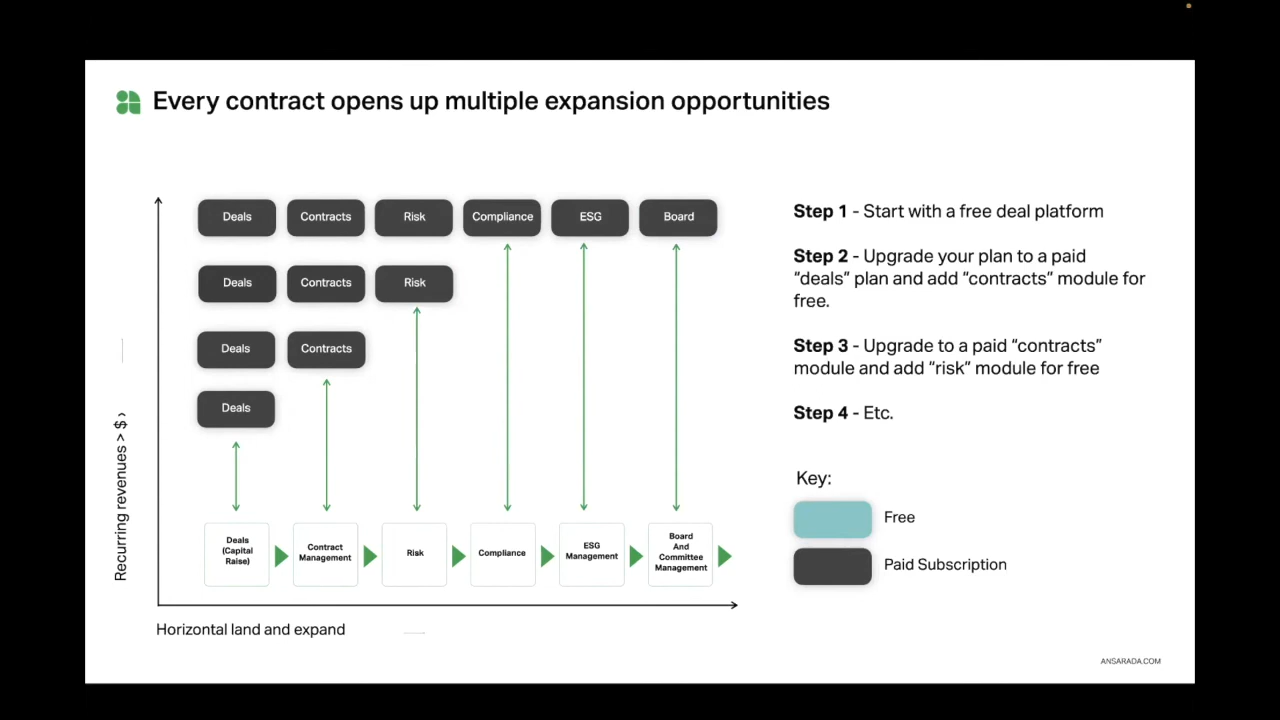 Every contract opens up multiple expansion opportunities
Deals
Contracts
Risk
Compliance
ESG
Board
Deals
Contracts
Risk
Deals
Contracts
Deals
Recurring revenues > $ >
Deals
(Capital
Raise)
Contract
Management
Risk
Compliance
ESG
Management
Board
And
Committee
Management
Horizontal land and expand
Step 1 - Start with a free deal platform
Step 2 - Upgrade your plan to a paid
“deals” plan and add “contracts” module for
free.
Step 3 - Upgrade to a paid “contracts”
module and add “risk” module for free
Step 4 - Etc.
Key:
Free
Paid Subscription
ANSARADA.COM